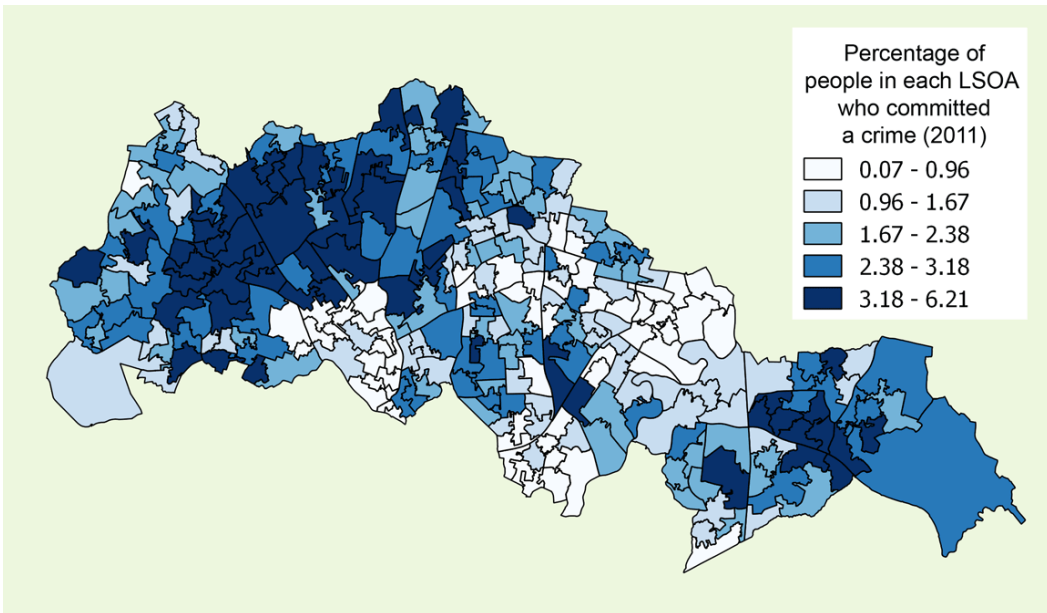 Percentage of
people in each LSOA
who committed
a crime (2011)
0.07 - 0.96
0.96 - 1.67
1.67 - 2.38
2.38 - 3.18
3.18 - 6.21